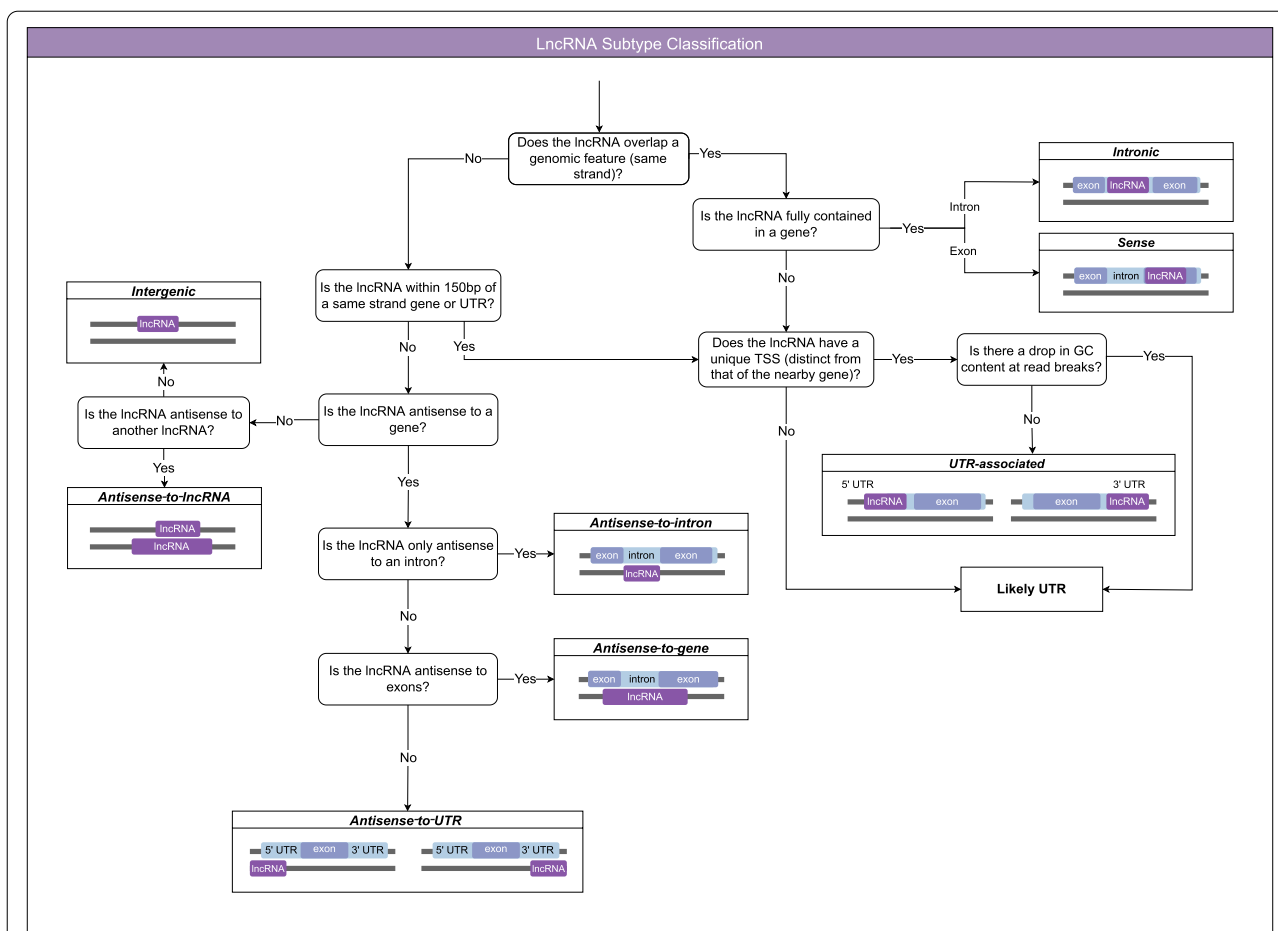 LncRNA Subtype Classification
Does the lncRNA overlap a
genomic feature (same
strand)?
No
Yes
Intronic
exon
lncRNA
exon
Is the lncRNA fully contained
in a gene?
Yes
Intron
Exon
Sense
exon
intron
lncRNA
No
Is the lncRNA within 150bp of
a same strand gene or UTR?
Intergenic
lncRNA
No
Yes
Does the lncRNA have a
unique TSS (distinct from
that of the nearby gene)?
Yes
Is there a drop in GC
content at read breaks?
Yes
No
Is the lncRNA antisense to
another lncRNA?
No
Is the lncRNA antisense to a
gene?
No
No
Yes
Yes
UTR-associated
5' UTR
3' UTR
lncRNA
exon
exon
lncRNA
Antisense-to-lncRNA
lncRNA
lncRNA
Is the lncRNA only antisense
to an intron?
Yes
Antisense-to-intron
exon
intron
exon
lncRNA
Likely UTR
No
Is the lncRNA antisense to
exons?
Yes
Antisense-to-gene
exon
intron
exon
lncRNA
No
Antisense-to-UTR
5' UTR
exon
3' UTR
lncRNA
5' UTR
exon
3' UTR
lncRNA